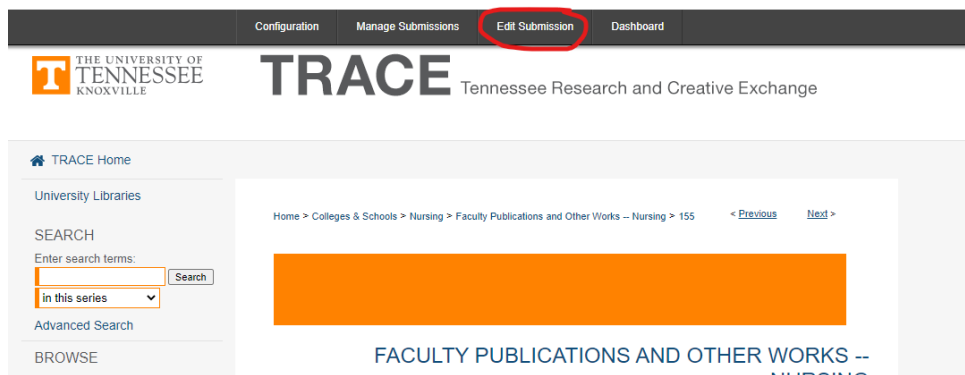 Configuration Manage Submissions Edit Submission Dashboard
T THE UNIVERSITY OF
TENNESSEE
KNOXVILLE
TRACE Tennessee Research and Creative Exchange
TRACE Home
University Libraries
Home > Colleges & Schools > Nursing > Faculty Publications and Other Works -- Nursing > 155 < Previous Next >
SEARCH
Enter search terms:
Search
in this series
Advanced Search
BROWSE
FACULTY PUBLICATIONS AND OTHER WORKS --
NURSING